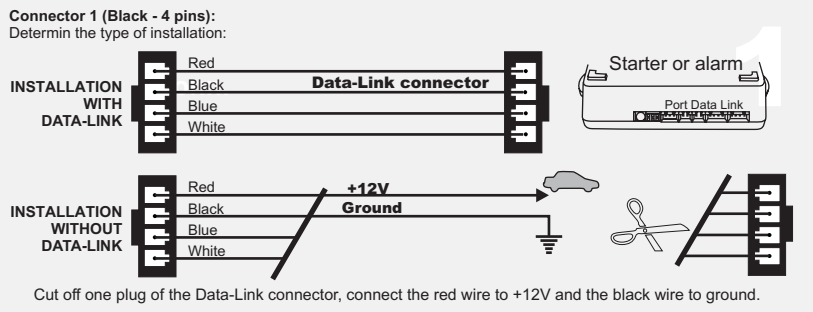 Connector 1 (Black - 4 pins):
Determin the type of installation:
1
INSTALLATION
WITH
DATA-LINK
Red
Black
Blue
White
Data-Link connector
Starter or alarm
Port Data Link
INSTALLATION
WITHOUT
DATA-LINK
Red
Black
Blue
White
+12V
Ground
Cut off one plug of the Data-Link connector, connect the red wire to +12V and the black wire to ground.